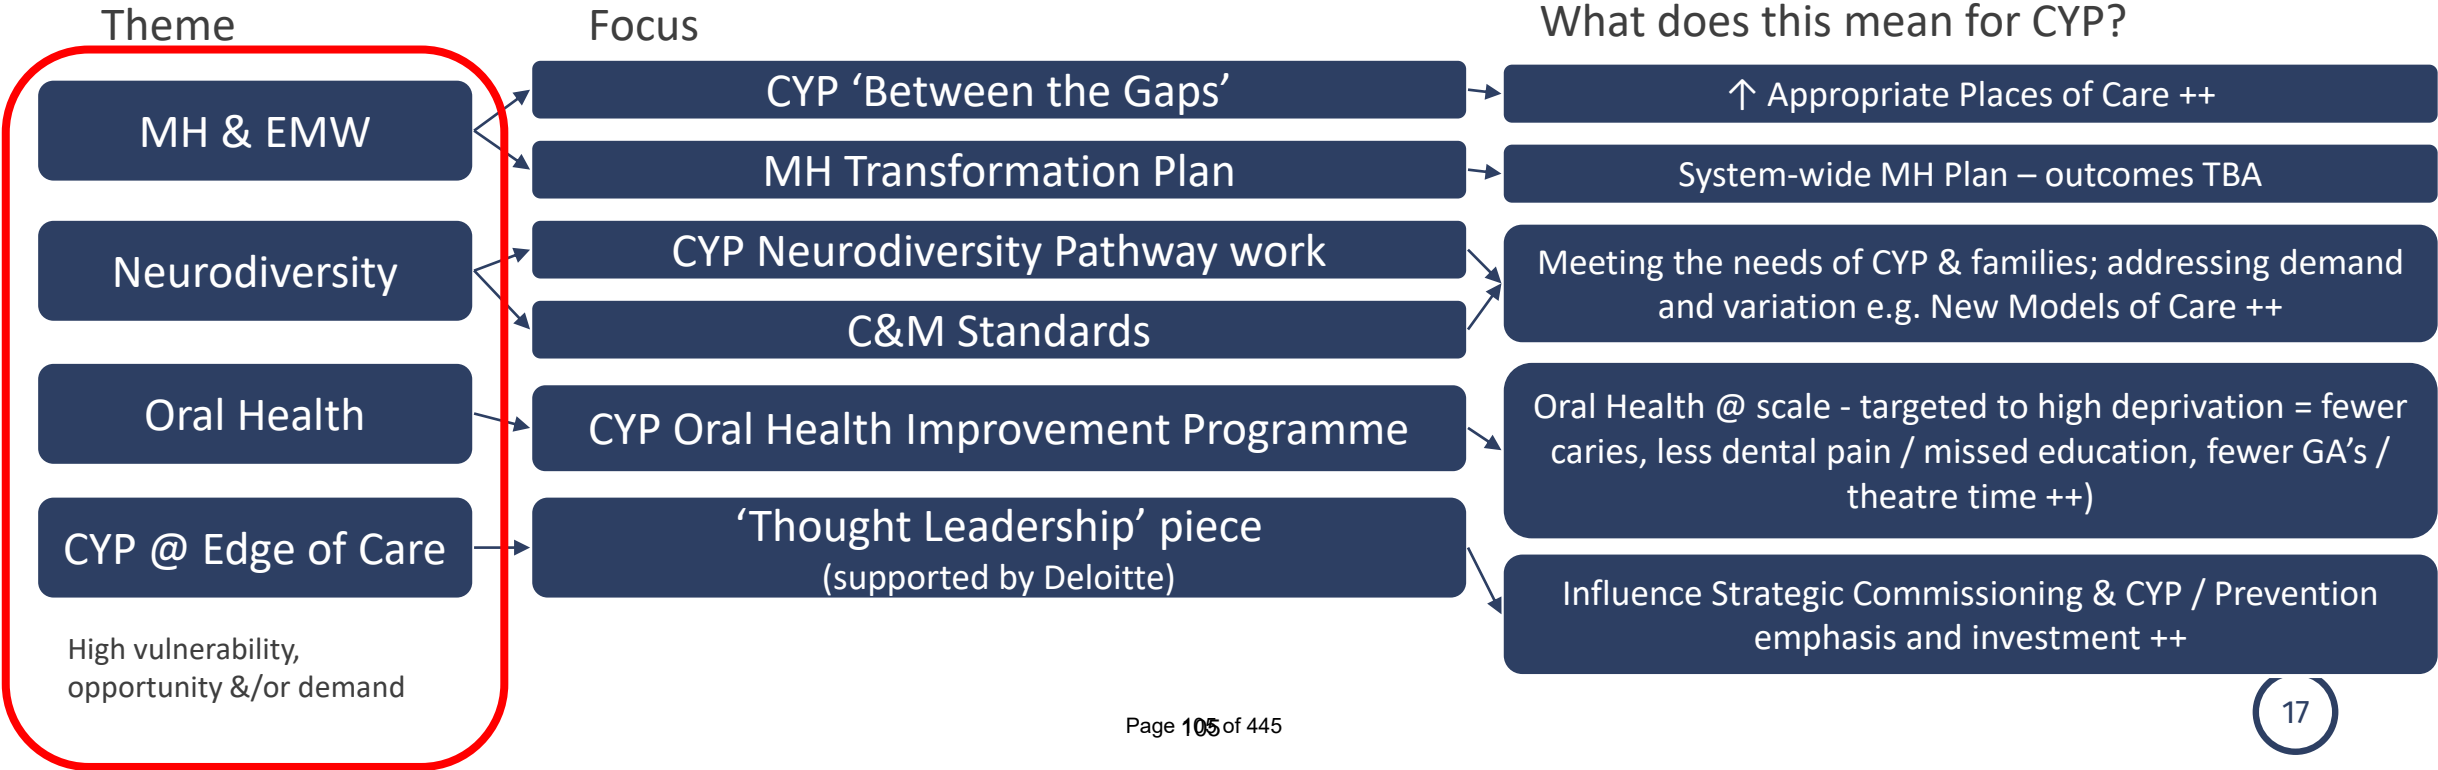 Theme
Focus
What does this mean for CYP?
MH & EMW
CYP ‘Between the Gaps’
↑ Appropriate Places of Care ++
MH Transformation Plan
System-wide MH Plan – outcomes TBA
Neurodiversity
CYP Neurodiversity Pathway work
C&M Standards
Meeting the needs of CYP & families; addressing demand
and variation e.g. New Models of Care ++
Oral Health
CYP Oral Health Improvement Programme
Oral Health @ scale - targeted to high deprivation = fewer
caries, less dental pain / missed education, fewer GA’s /
theatre time ++)
CYP @ Edge of Care
‘Thought Leadership’ piece
(supported by Deloitte)
Influence Strategic Commissioning & CYP / Prevention
emphasis and investment ++
High vulnerability,
opportunity &/or demand
Page 105 of 445
17